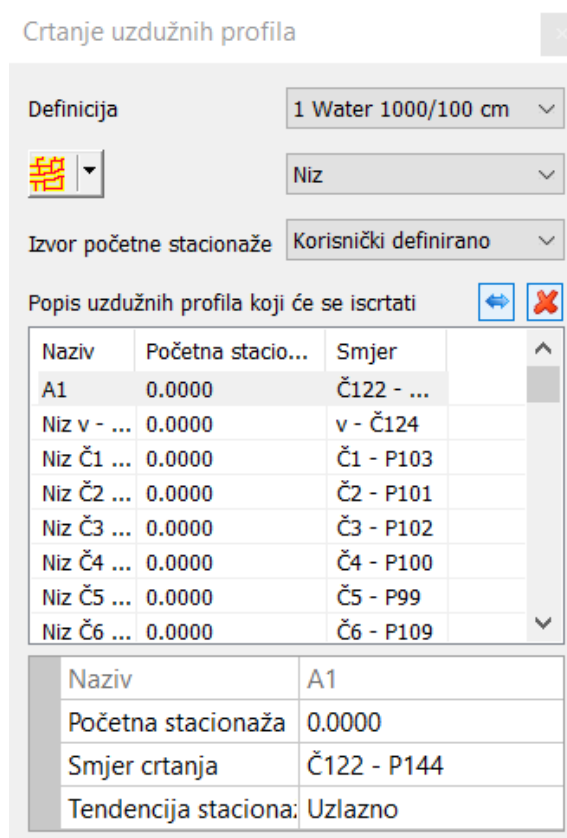 Crtanje uzdužnih profila
Definicija 1 Water 1000/100 cm
Niz
Izvor početne stacionaže Korisnički definirano
Popis uzdužnih profila koji će se iscrtati
Naziv Početna stacio... Smjer
A1 0.0000 Č122 - ...
Niz v - ... 0.0000 v - Č124
Niz Č1 ... 0.0000 Č1 - P103
Niz Č2 ... 0.0000 Č2 - P101
Niz Č3 ... 0.0000 Č3 - P102
Niz Č4 ... 0.0000 Č4 - P100
Niz Č5 ... 0.0000 Č5 - P99
Niz Č6 ... 0.0000 Č6 - P109
Naziv A1
Početna stacionaža 0.0000
Smjer crtanja Č122 - P144
Tendencija staciona: Uzlazno